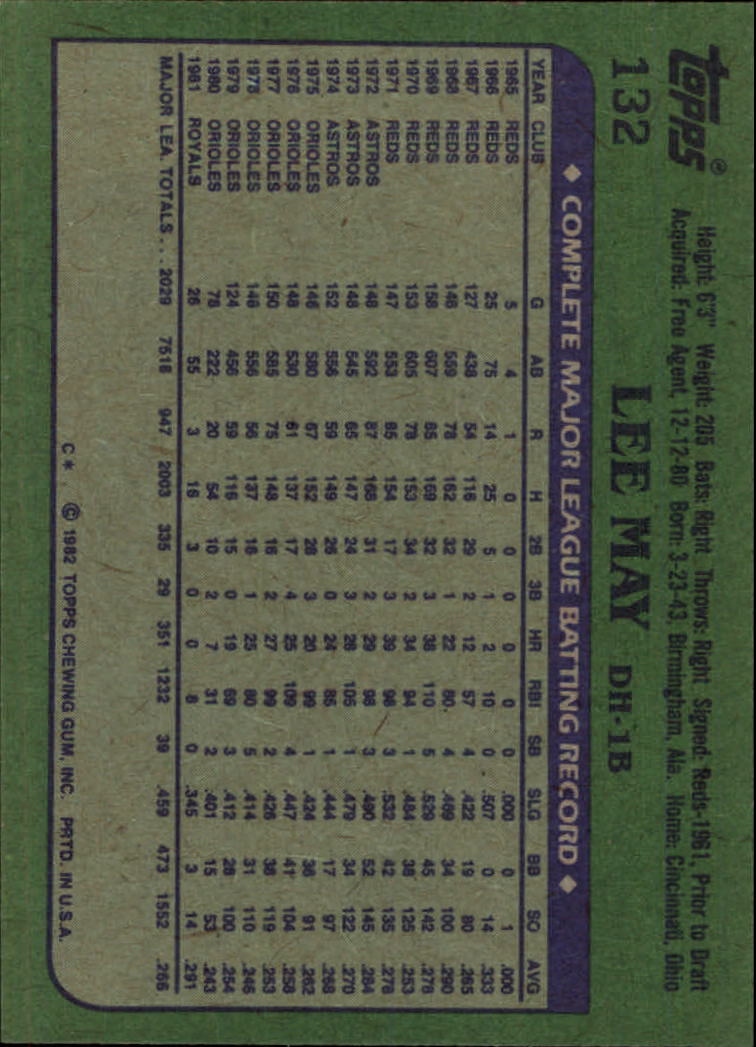 topps®
132
Height: 6'3" Weight: 205 Bats: Right Throws: Right Signed: Reds-1961, Prior to Draft
Acquired: Free Agent, 12-12-80 Born: 3-23-43, Birmingham, Ala. Home: Cincinnati, Ohio
LEE MAY DH-1B
◆ COMPLETE MAJOR LEAGUE BATTING RECORD ◆
YEAR CLUB G AB R H 2B 3B HR RBI SB SLG BB SO AVG
1965 REDS 5 4 1 0 0 0 0 0 0 .000 0 1 .000
1966 REDS 25 75 14 25 5 1 2 10 0 .507 0 14 .333
1967 REDS 127 438 54 116 29 2 12 57 4 .422 19 80 .265
1968 REDS 146 559 78 162 32 1 22 80 4 .469 34 100 .290
1969 REDS 158 607 85 169 32 3 38 110 5 .529 45 142 .278
1970 REDS 153 605 78 153 34 2 34 94 1 .484 38 125 .253
1971 REDS 147 553 85 154 17 3 39 98 3 .532 42 135 .278
1972 ASTROS 148 592 87 168 31 2 29 98 3 .490 52 145 .284
1973 ASTROS 148 545 65 147 24 3 28 105 1 .479 34 122 .270
1974 ASTROS 152 556 59 149 26 0 24 85 1 .444 17 97 .268
1975 ORIOLES 146 580 67 152 28 3 20 99 1 .424 36 91 .262
1976 ORIOLES 148 530 61 137 17 4 25 109 4 .447 41 104 .258
1977 ORIOLES 150 585 75 148 16 2 27 99 2 .426 38 119 .253
1978 ORIOLES 148 556 56 137 16 1 25 80 5 .414 31 110 .246
1979 ORIOLES 124 456 59 116 15 0 19 69 3 .412 28 100 .254
1980 ORIOLES 78 222 20 54 10 2 7 31 2 .401 15 53 .243
1981 ROYALS 26 55 3 16 3 0 0 8 0 .345 3 14 .291
MAJOR LEA. TOTALS... 2029 7518 947 2003 335 29 351 1232 39 .459 473 1552 .266
C* © 1982 TOPPS CHEWING GUM, INC. PRTD. IN U.S.A.